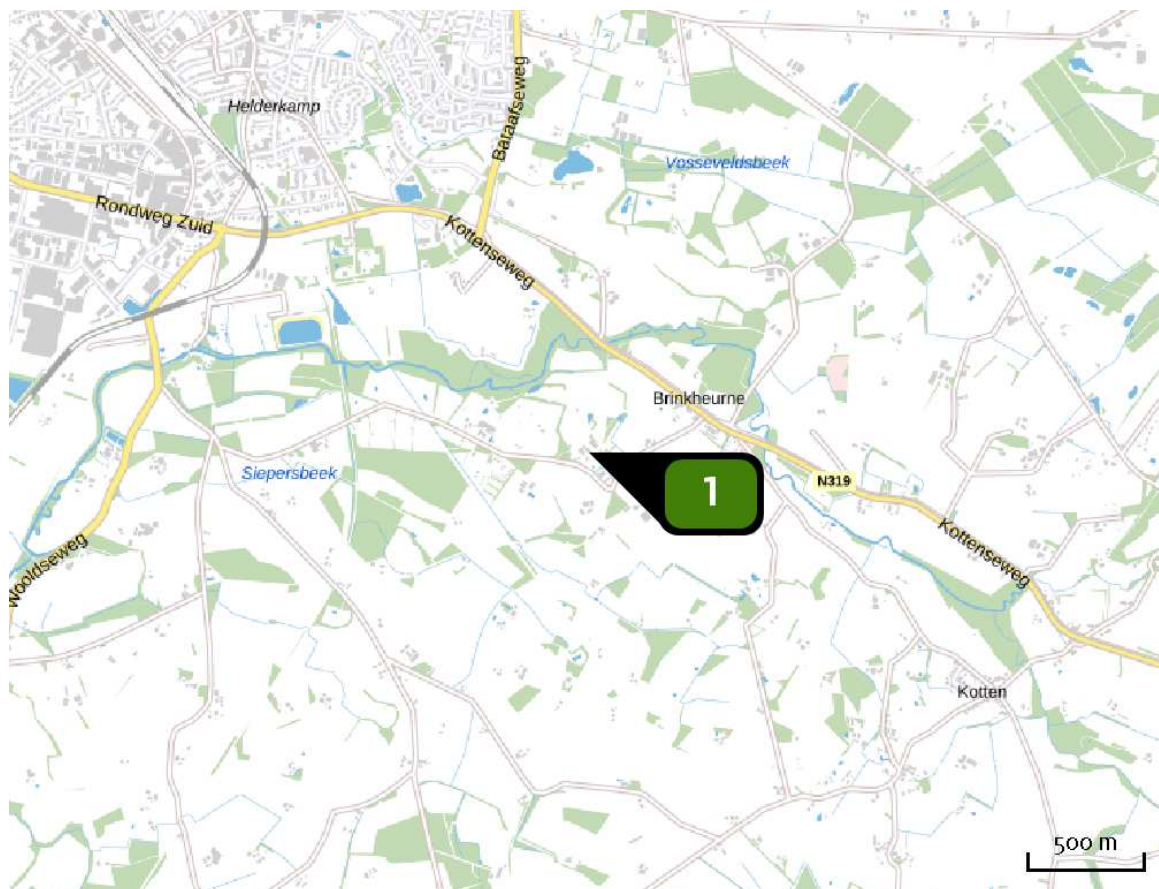 Helderkamp
Bataafseweg
Vosseveldsbeek
Rondweg Zuid
Kottenseweg
Brinkheurne
Siepersbeek
1
N319
Kottenseweg
Wooldseweg
Kotten
500 m